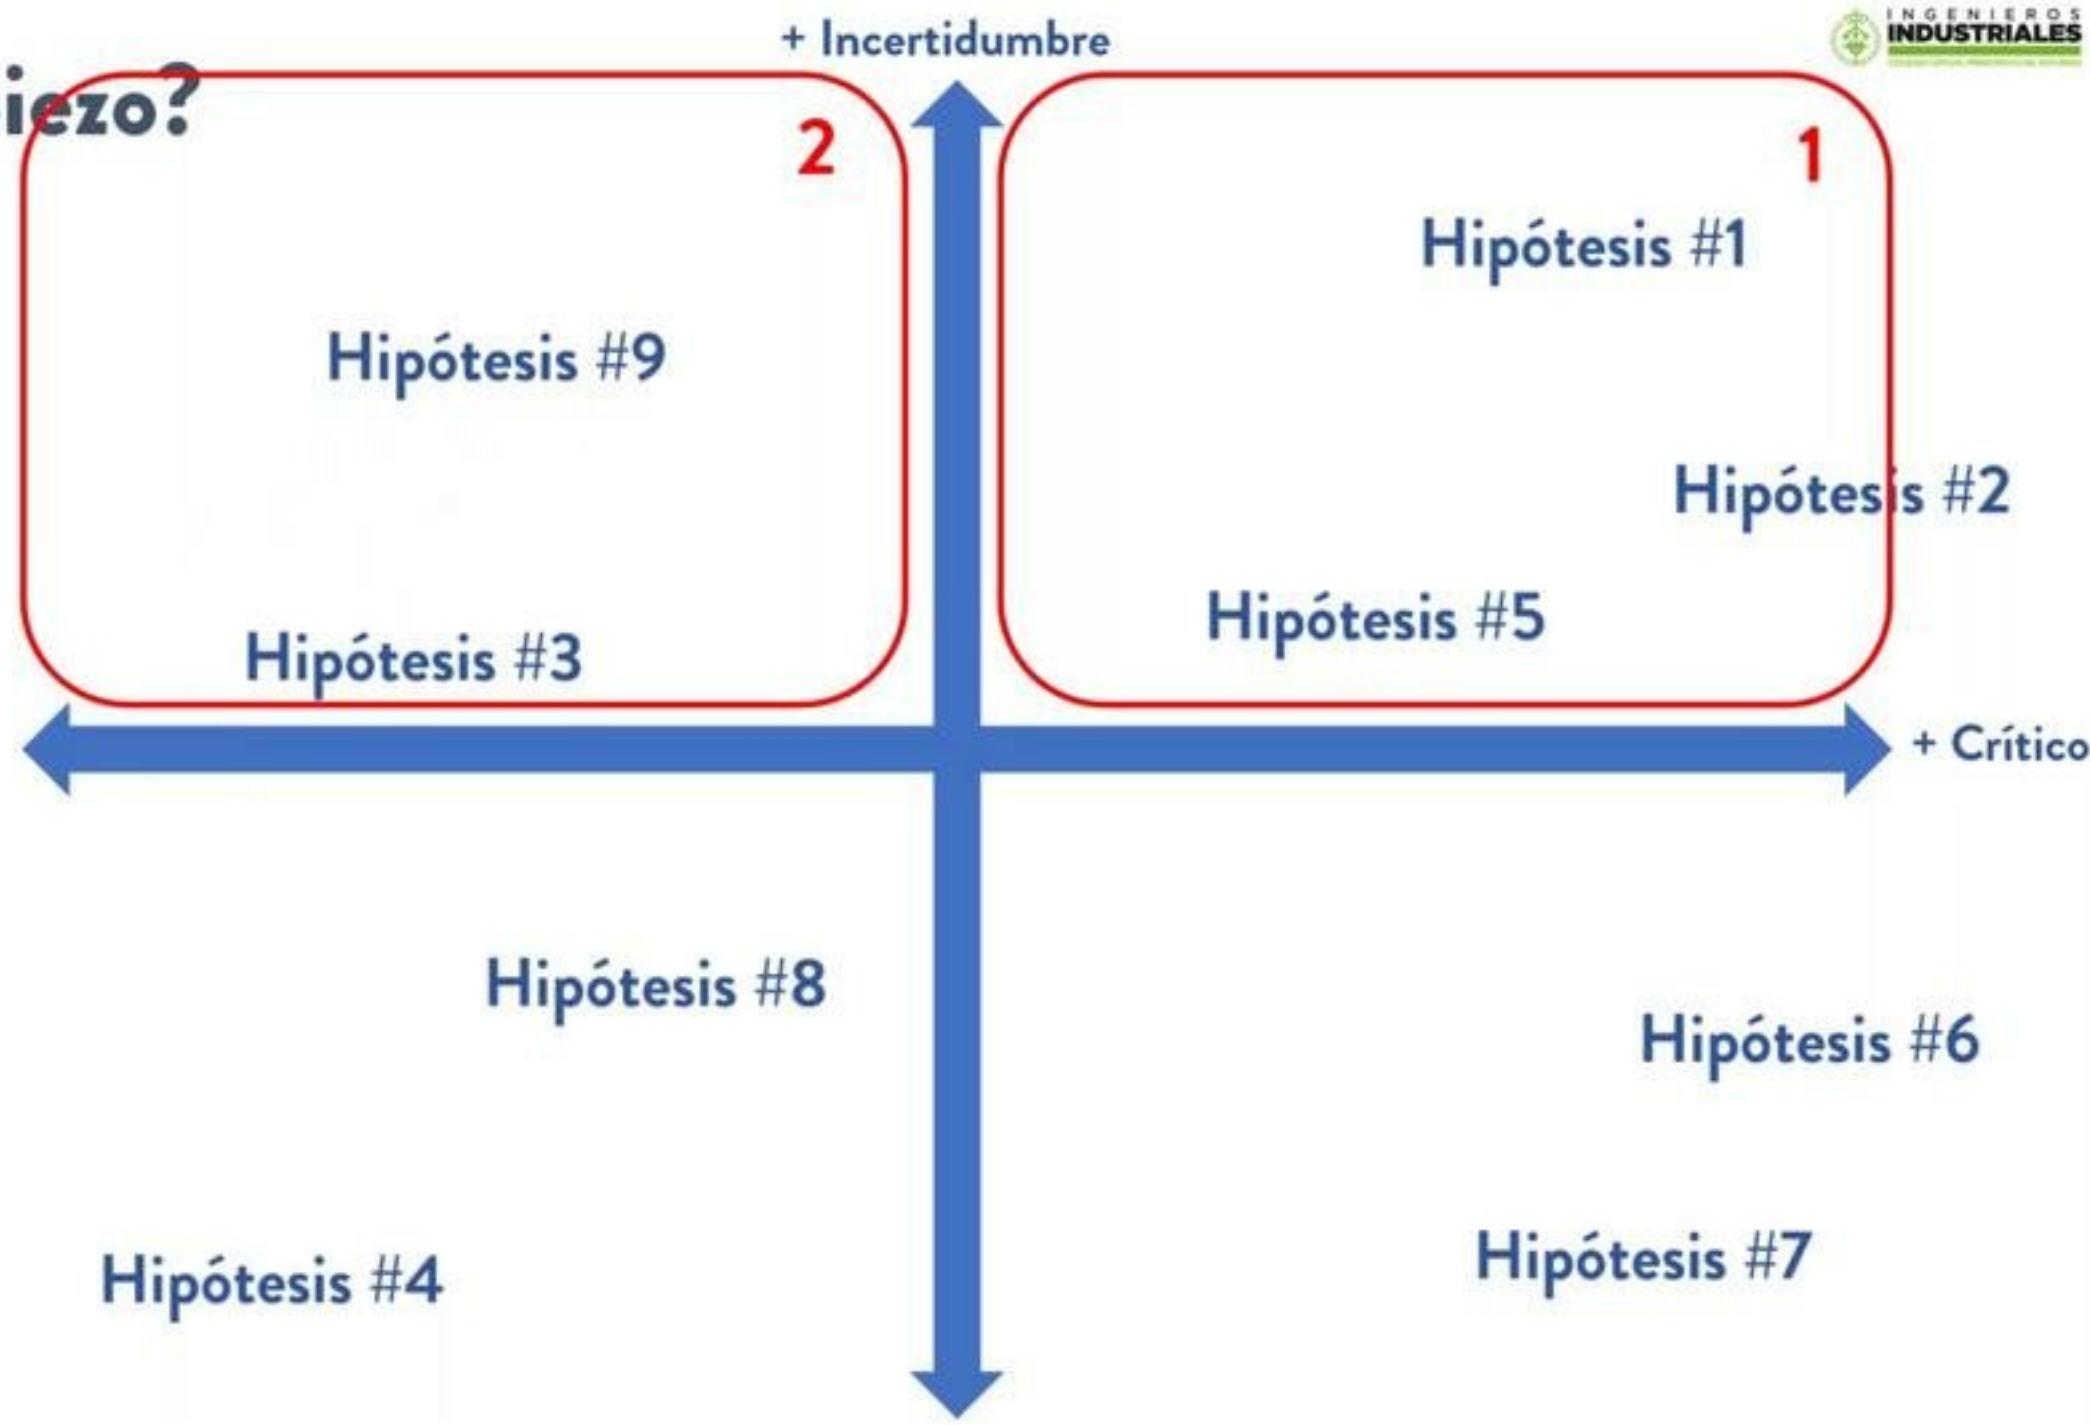 + Incertidumbre
INGENIEROS
INDUSTRIALES
iezo?
2
1
Hipótesis #1
Hipótesis #9
Hipótesis #2
Hipótesis #5
Hipótesis #3
+ Crítico
Hipótesis #8
Hipótesis #6
Hipótesis #7
Hipótesis #4